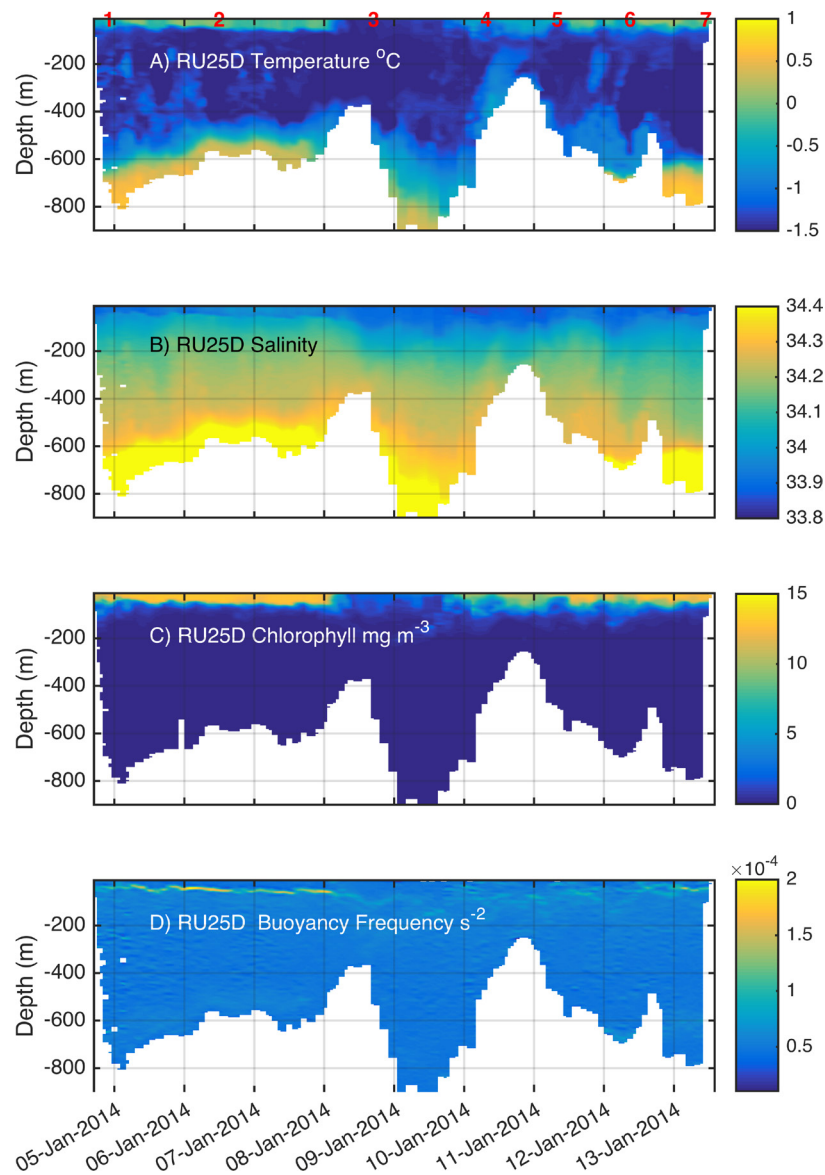 1 2 3 4 5 6 7
A) RU25D Temperature °C
Depth (m)
-200
-400
-600
-800
1
0.5
0
-0.5
-1
-1.5
B) RU25D Salinity
Depth (m)
-200
-400
-600
-800
34.4
34.3
34.2
34.1
34
33.9
33.8
C) RU25D Chlorophyll mg m⁻³
Depth (m)
-200
-400
-600
-800
15
10
5
0
D) RU25D Buoyancy Frequency s⁻²
Depth (m)
-200
-400
-600
-800
×10⁻⁴
2
1.5
1
0.5
05-Jan-2014
06-Jan-2014
07-Jan-2014
08-Jan-2014
09-Jan-2014
10-Jan-2014
11-Jan-2014
12-Jan-2014
13-Jan-2014